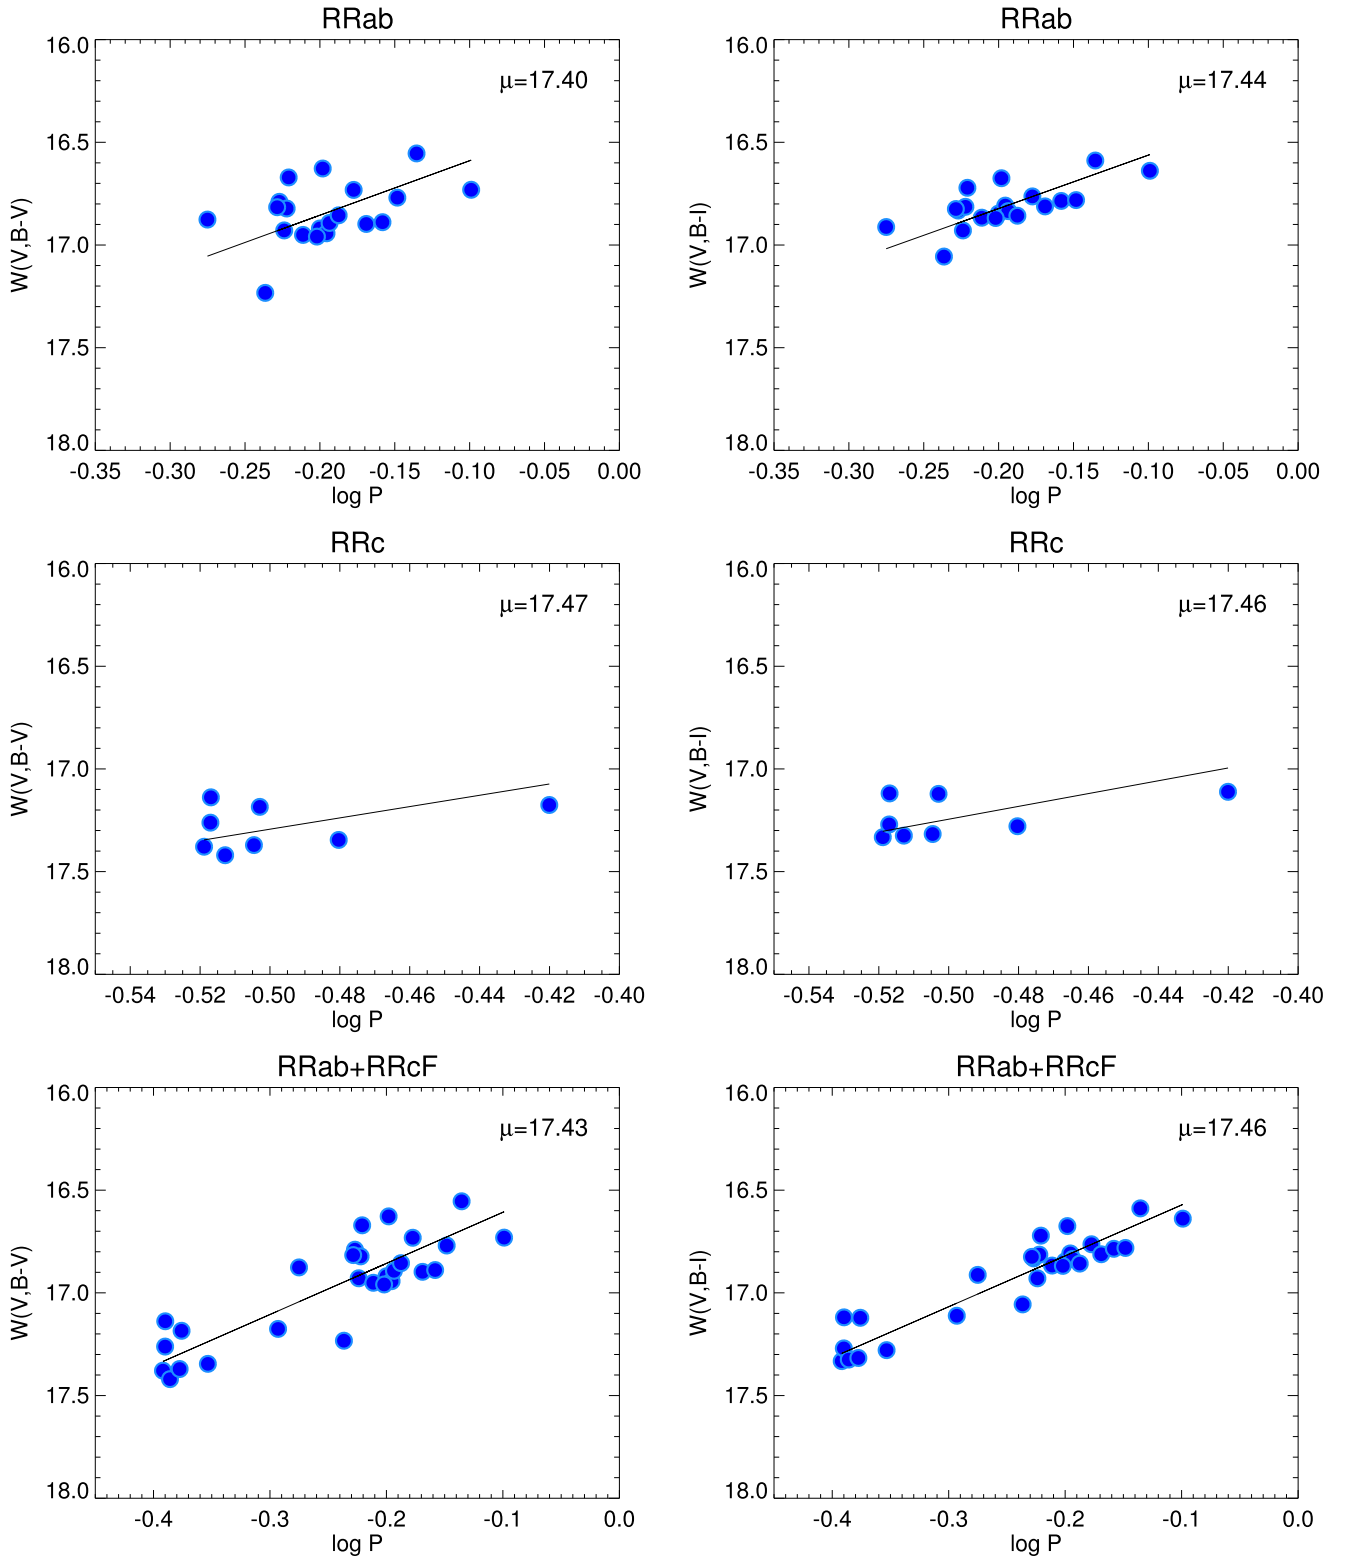 RRab
16.0
16.5
17.0
17.5
18.0
W(V,B-V)
μ=17.40
-0.35 -0.30 -0.25 -0.20 -0.15 -0.10 -0.05 0.00
log P
RRab
16.0
16.5
17.0
17.5
18.0
W(V,B-I)
μ=17.44
-0.35 -0.30 -0.25 -0.20 -0.15 -0.10 -0.05 0.00
log P
RRc
16.0
16.5
17.0
17.5
18.0
W(V,B-V)
μ=17.47
-0.54 -0.52 -0.50 -0.48 -0.46 -0.44 -0.42 -0.40
log P
RRc
16.0
16.5
17.0
17.5
18.0
W(V,B-I)
μ=17.46
-0.54 -0.52 -0.50 -0.48 -0.46 -0.44 -0.42 -0.40
log P
RRab+RRcF
16.0
16.5
17.0
17.5
18.0
W(V,B-V)
μ=17.43
-0.4 -0.3 -0.2 -0.1 0.0
log P
RRab+RRcF
16.0
16.5
17.0
17.5
18.0
W(V,B-I)
μ=17.46
-0.4 -0.3 -0.2 -0.1 0.0
log P